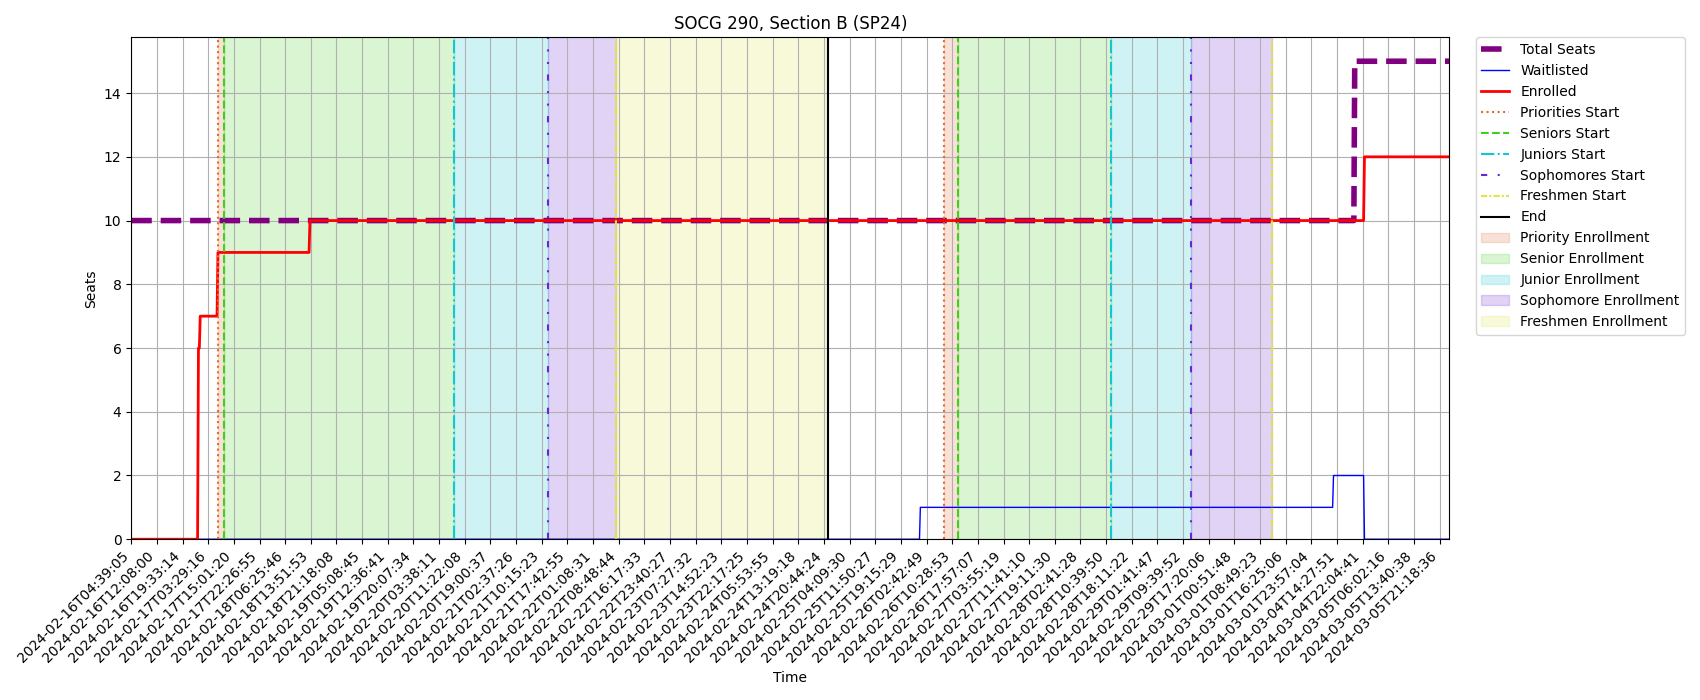 SOCG 290, Section B (SP24)
Seats
14
12
10
8
6
4
2
0
2024-02-16T04:39:05
2024-02-16T12:08:00
2024-02-16T19:33:14
2024-02-17T03:29:16
2024-02-17T15:01:20
2024-02-17T22:26:55
2024-02-18T06:25:46
2024-02-18T13:51:53
2024-02-18T21:18:08
2024-02-19T05:08:45
2024-02-19T12:36:41
2024-02-19T20:07:34
2024-02-20T03:38:11
2024-02-20T11:22:08
2024-02-20T19:00:37
2024-02-21T02:37:26
2024-02-21T10:15:23
2024-02-21T17:42:55
2024-02-22T01:08:31
2024-02-22T08:48:44
2024-02-22T16:17:33
2024-02-22T23:40:27
2024-02-23T07:27:32
2024-02-23T14:52:23
2024-02-23T22:17:25
2024-02-24T05:53:55
2024-02-24T13:19:18
2024-02-24T20:44:24
2024-02-25T04:09:30
2024-02-25T11:50:27
2024-02-25T19:15:29
2024-02-26T02:42:49
2024-02-26T10:28:53
2024-02-26T17:57:07
2024-02-27T03:55:19
2024-02-27T11:41:10
2024-02-27T19:11:30
2024-02-28T02:41:28
2024-02-28T10:39:50
2024-02-28T18:11:22
2024-02-29T01:41:47
2024-02-29T09:39:52
2024-02-29T17:20:06
2024-03-01T00:51:48
2024-03-01T08:49:23
2024-03-01T16:25:06
2024-03-01T23:57:04
2024-03-04T14:27:51
2024-03-04T22:04:41
2024-03-05T06:02:16
2024-03-05T13:40:38
2024-03-05T21:18:36
Time
Total Seats
Waitlisted
Enrolled
Priorities Start
Seniors Start
Juniors Start
Sophomores Start
Freshmen Start
End
Priority Enrollment
Senior Enrollment
Junior Enrollment
Sophomore Enrollment
Freshmen Enrollment